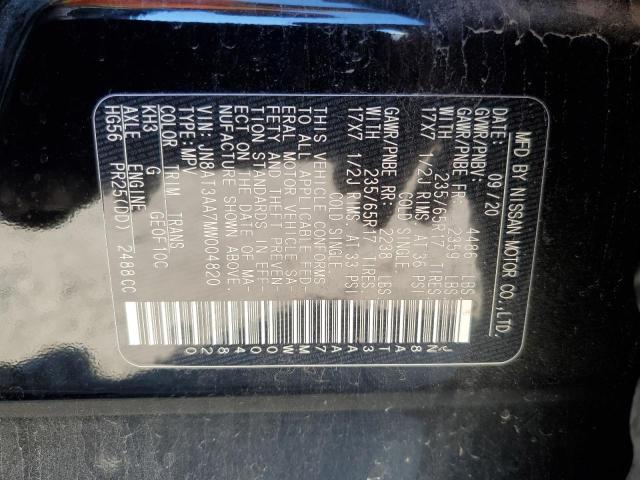 MFD BY NISSAN MOTOR CO.,LTD.
DATE: 09/20
GVWR/PNBV 4466 LBS
GAWR/PNBE FR: 2359 LBS
WITH 235/65R17 TIRES
17X7 1/2J RIMS. AT 36 PSI
COLD SINGLE.
GAWR/PNBE RR: 2238 LBS
WITH 235/65R17 TIRES
17X7 1/2J RIMS. AT 33 PSI
COLD SINGLE.
THIS VEHICLE CONFORMS
TO ALL APPLICABLE FED-
ERAL MOTOR VEHICLE SA-
FETY AND THEFT PREVEN
TION STANDARDS IN EFF-
ECT ON THE DATE OF MA-
NUFACTURE SHOWN ABOVE.
VIN: JN8AT3AA7MW004820
TYPE: MPV
COLOR TRIM TRANS
KH3 G GE0F10C
AXLE ENGINE
HG56 PR25(DD) 2488CC
JN8AT3AA7MW004820